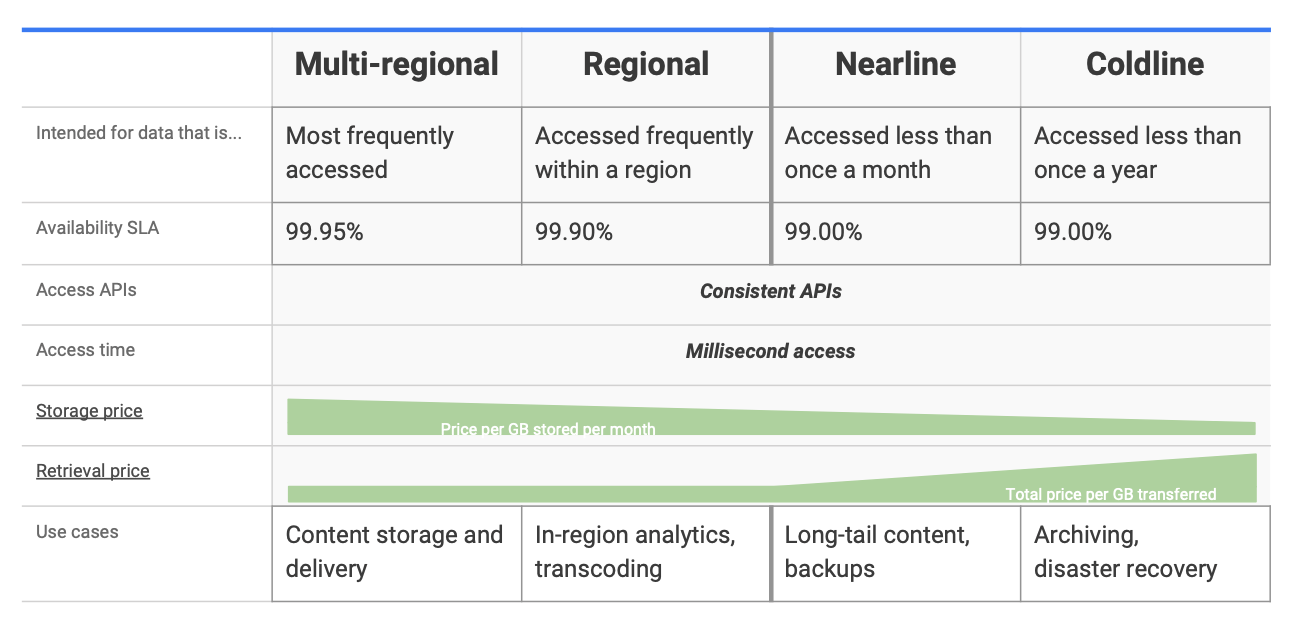 Multi-regional Regional Nearline Coldline
Intended for data that is...
Most frequently
accessed
Accessed frequently
within a region
Accessed less than
once a month
Accessed less than
once a year
Availability SLA
99.95% 99.90% 99.00% 99.00%
Access APIs
Consistent APIs
Access time
Millisecond access
Storage price
Price per GB stored per month
Retrieval price
Total price per GB transferred
Use cases
Content storage and
delivery
In-region analytics,
transcoding
Long-tail content,
backups
Archiving,
disaster recovery